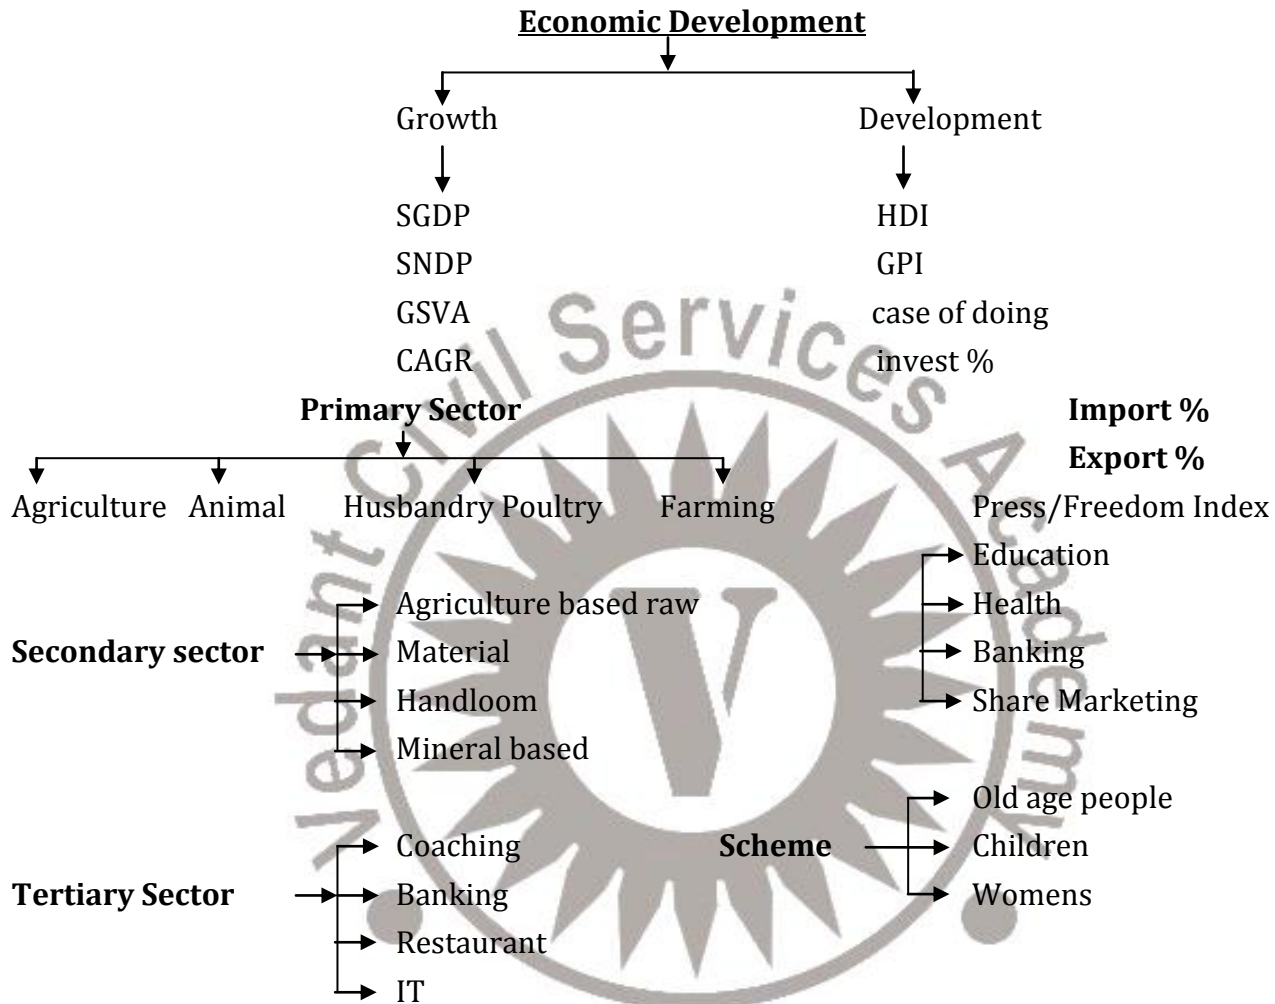 Economic Development
Growth Development
SGDP HDI
SNDP GPI
GSVA case of doing
CAGR invest %
Primary Sector Import %
Export %
Agriculture Animal Husbandry Poultry Farming Press/Freedom Index
Education
Agriculture based raw Health
Secondary sector Material Banking
Handloom Share Marketing
Mineral based
Old age people
Coaching Scheme Children
Tertiary Sector Banking Womens
Restaurant
IT
Vedant Civil Services Academy
V